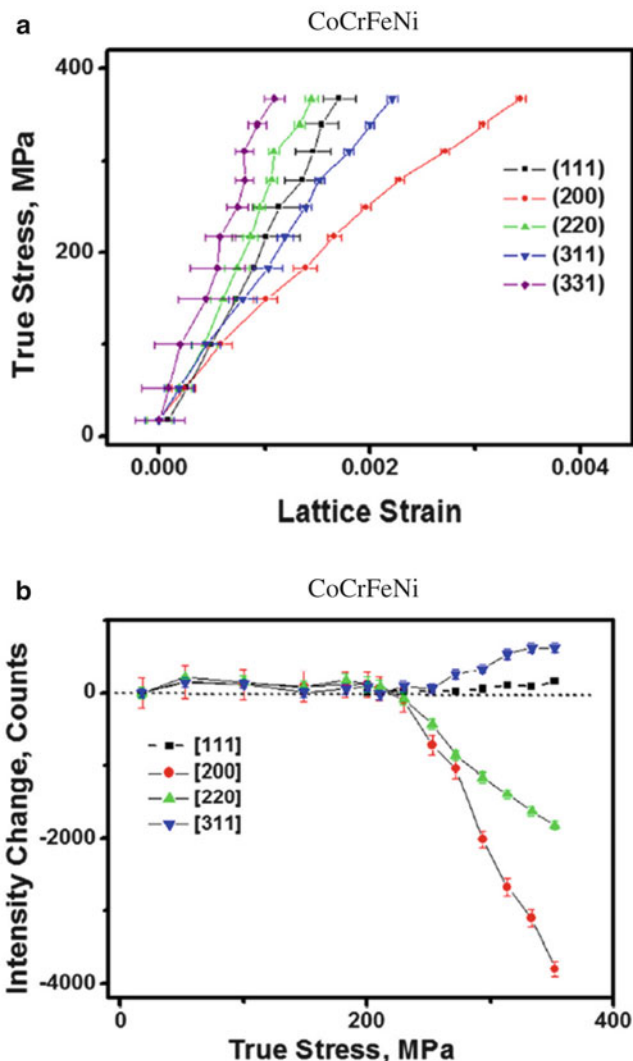 a
CoCrFeNi
True Stress, MPa
400
200
0
(111)
(200)
(220)
(311)
(331)
0.000
0.002
0.004
Lattice Strain
b
CoCrFeNi
Intensity Change, Counts
0
-2000
-4000
[111]
[200]
[220]
[311]
0
200
400
True Stress, MPa